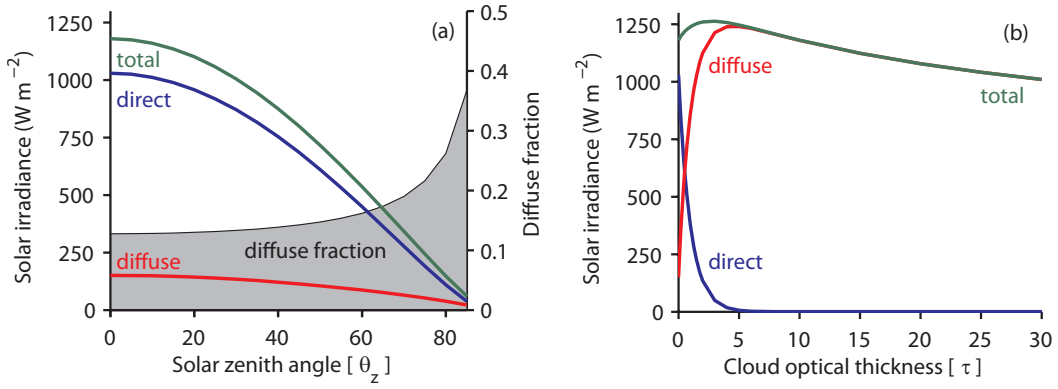 (a)
Solar irradiance (W m⁻²)
1250
1000
750
500
250
0
total
direct
diffuse
diffuse fraction
0.5
0.4
0.3
0.2
0.1
0
Diffuse fraction
0 20 40 60 80
Solar zenith angle [ θz ]
(b)
Solar irradiance (W m⁻²)
1250
1000
750
500
250
0
diffuse
total
direct
0 5 10 15 20 25 30
Cloud optical thickness [ τ ]